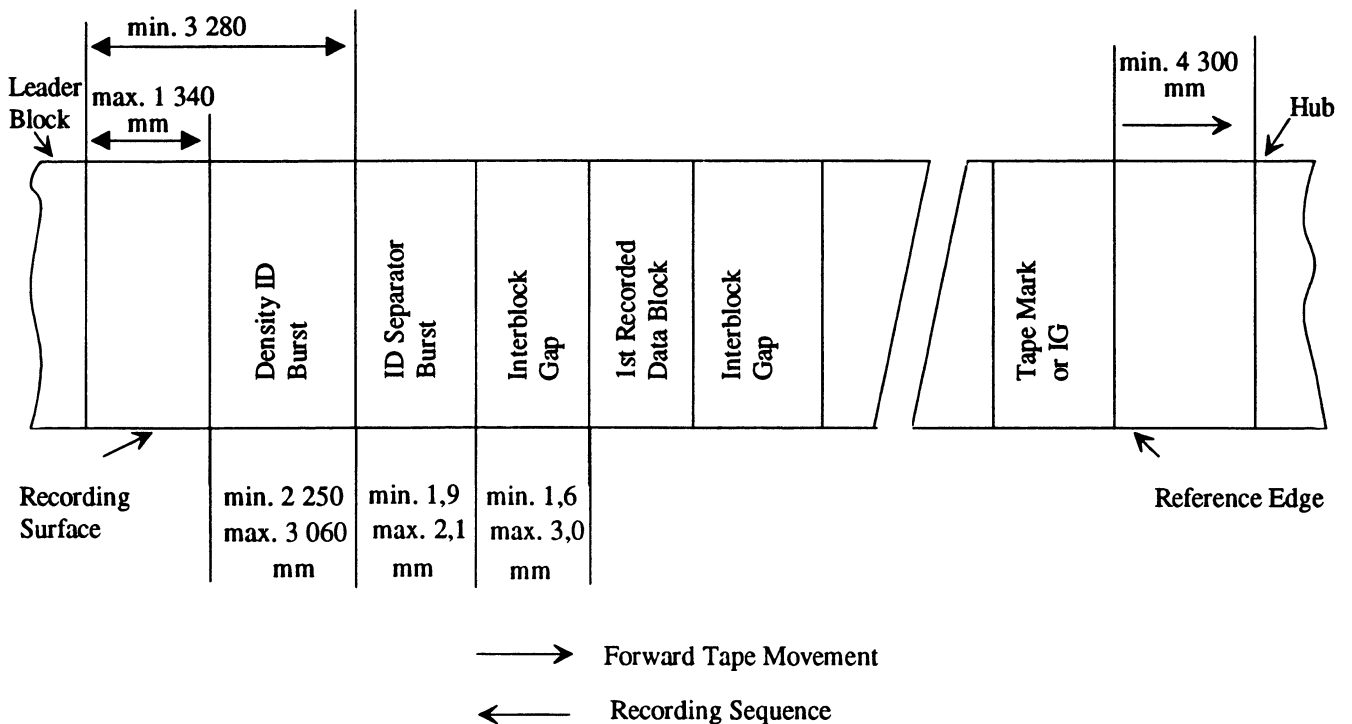 min. 3 280
Leader
Block
max. 1 340
mm
min. 4 300
mm
Hub
Density ID
Burst
ID Separator
Burst
Interblock
Gap
1st Recorded
Data Block
Interblock
Gap
Tape Mark
or IG
Recording
Surface
min. 2 250
max. 3 060
mm
min. 1,9
max. 2,1
mm
min. 1,6
max. 3,0
mm
Reference Edge
Forward Tape Movement
Recording Sequence